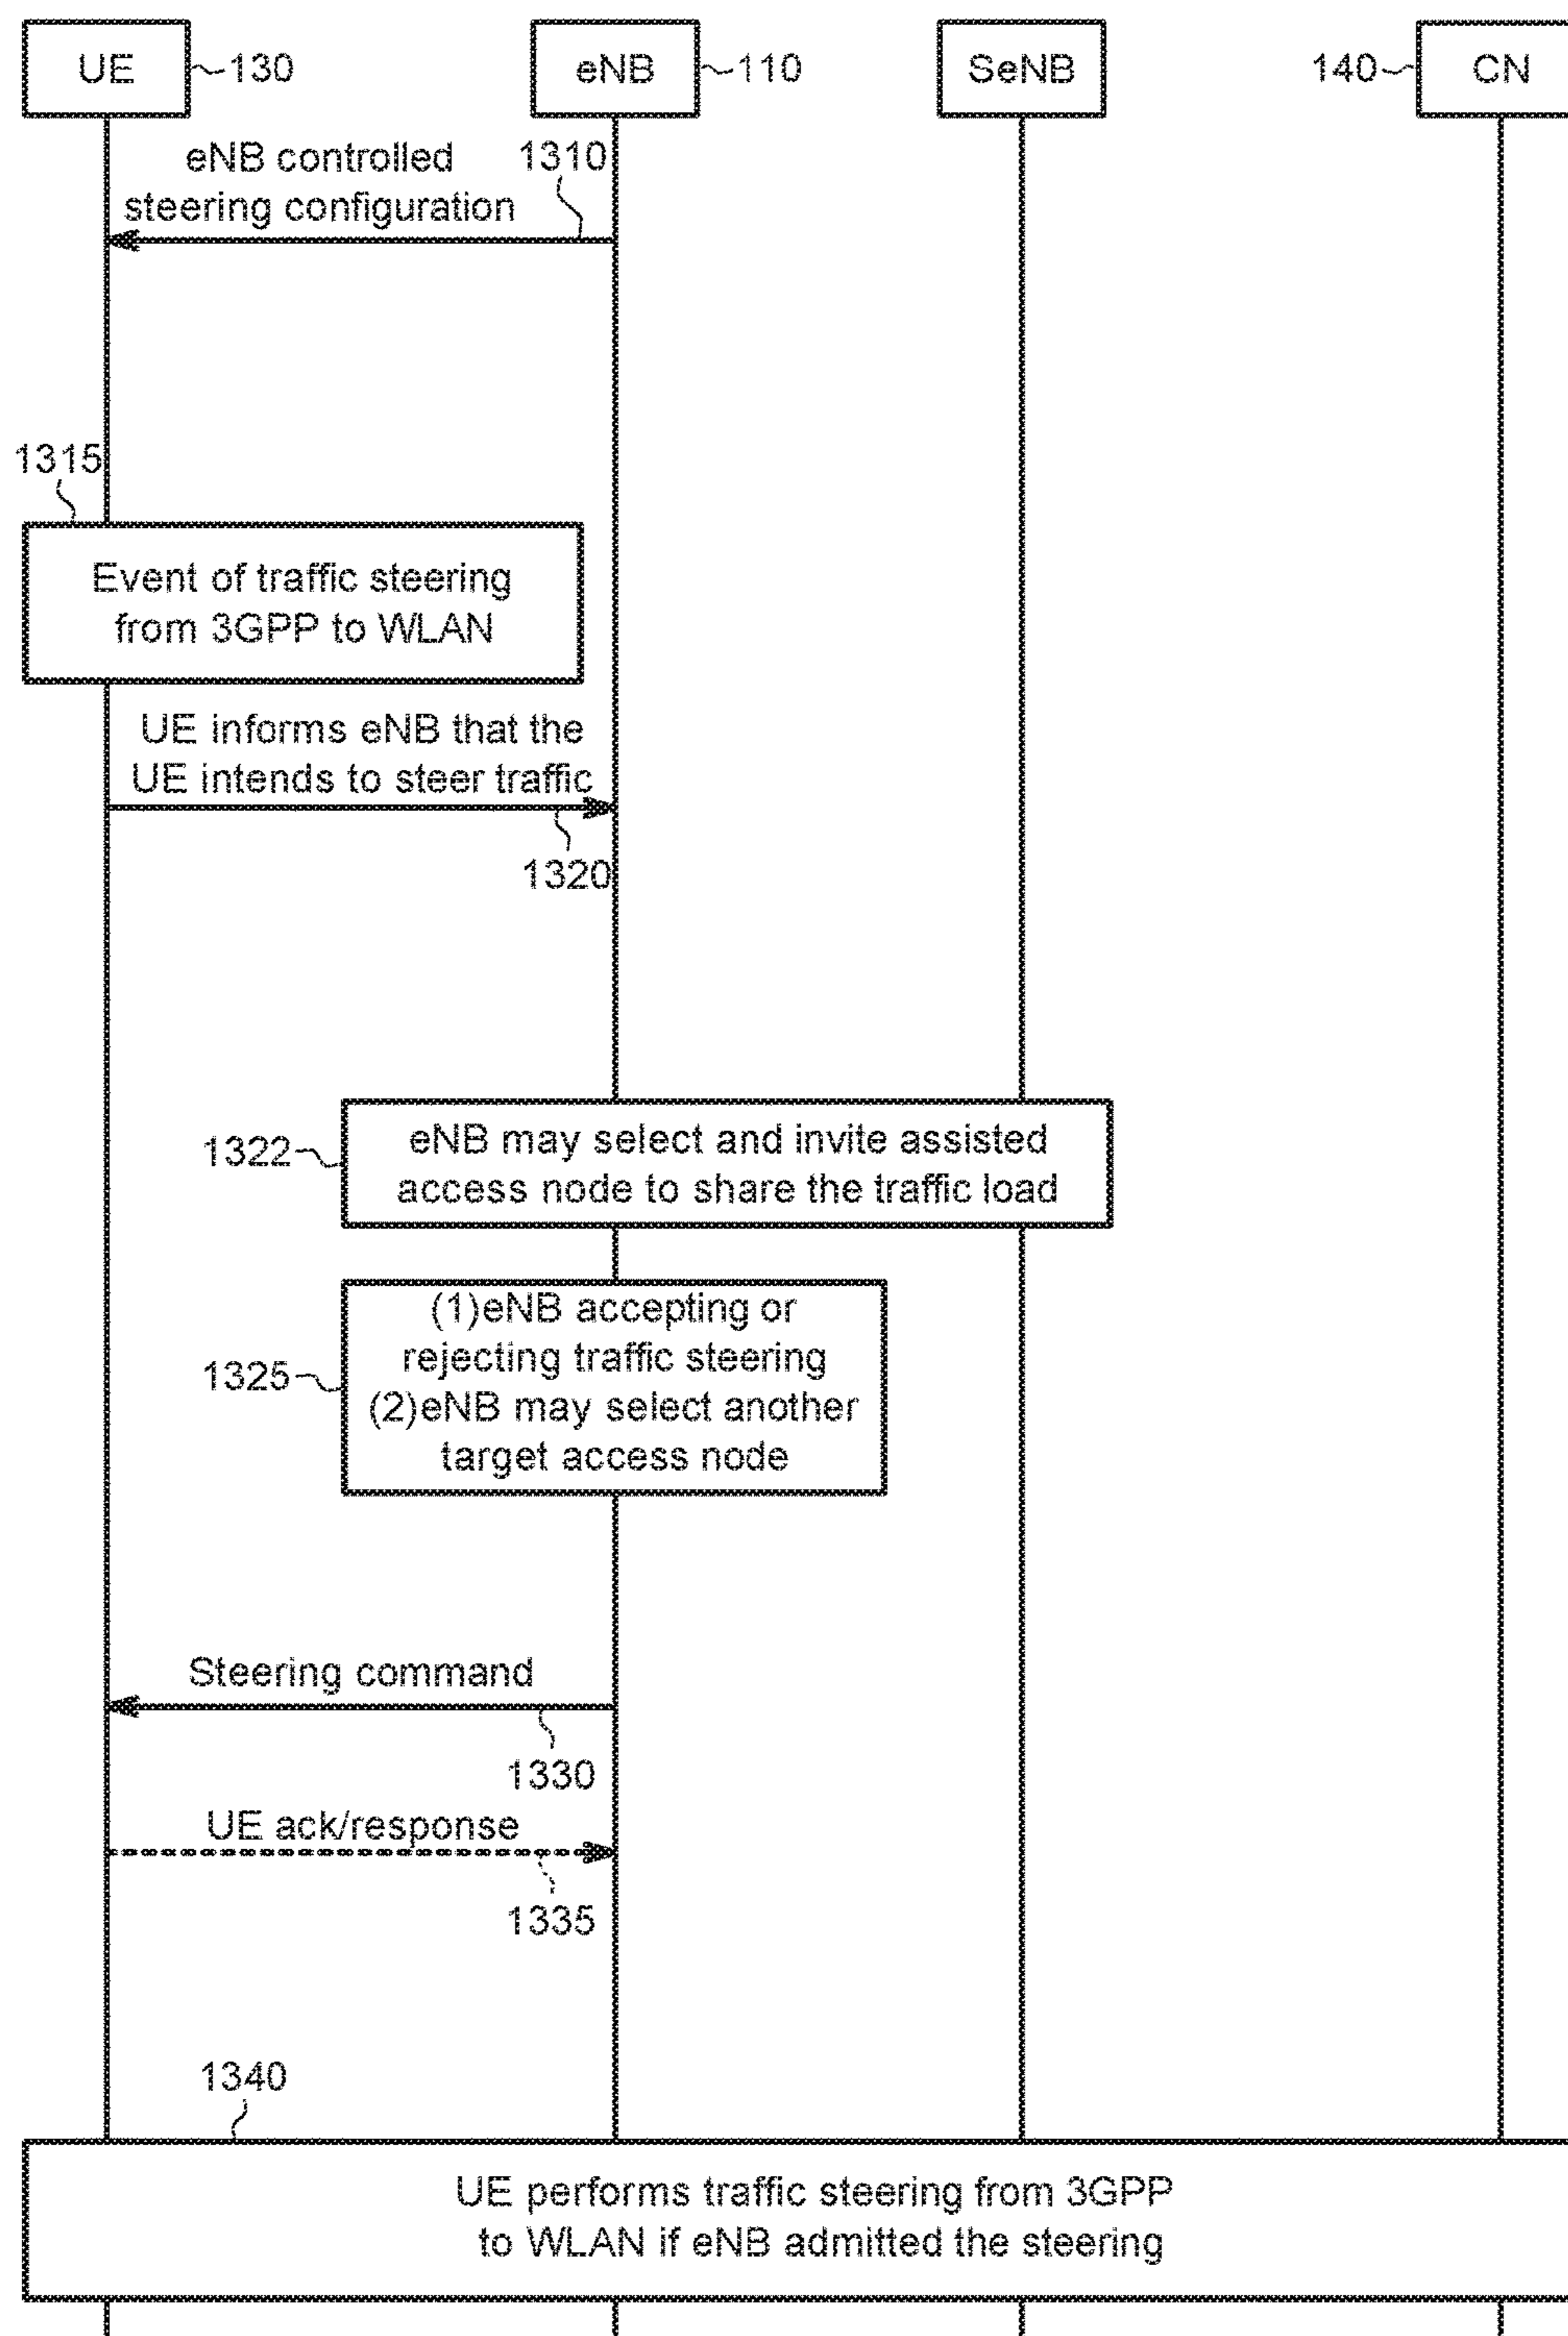 UE
130
eNB
110
SeNB
140
CN
eNB controlled
steering configuration
1310
1315
Event of traffic steering
from 3GPP to WLAN
UE informs eNB that the
UE intends to steer traffic
1320
1322
eNB may select and invite assisted
access node to share the traffic load
1325
(1)eNB accepting or
rejecting traffic steering
(2)eNB may select another
target access node
Steering command
1330
UE ack/response
1335
1340
UE performs traffic steering from 3GPP
to WLAN if eNB admitted the steering